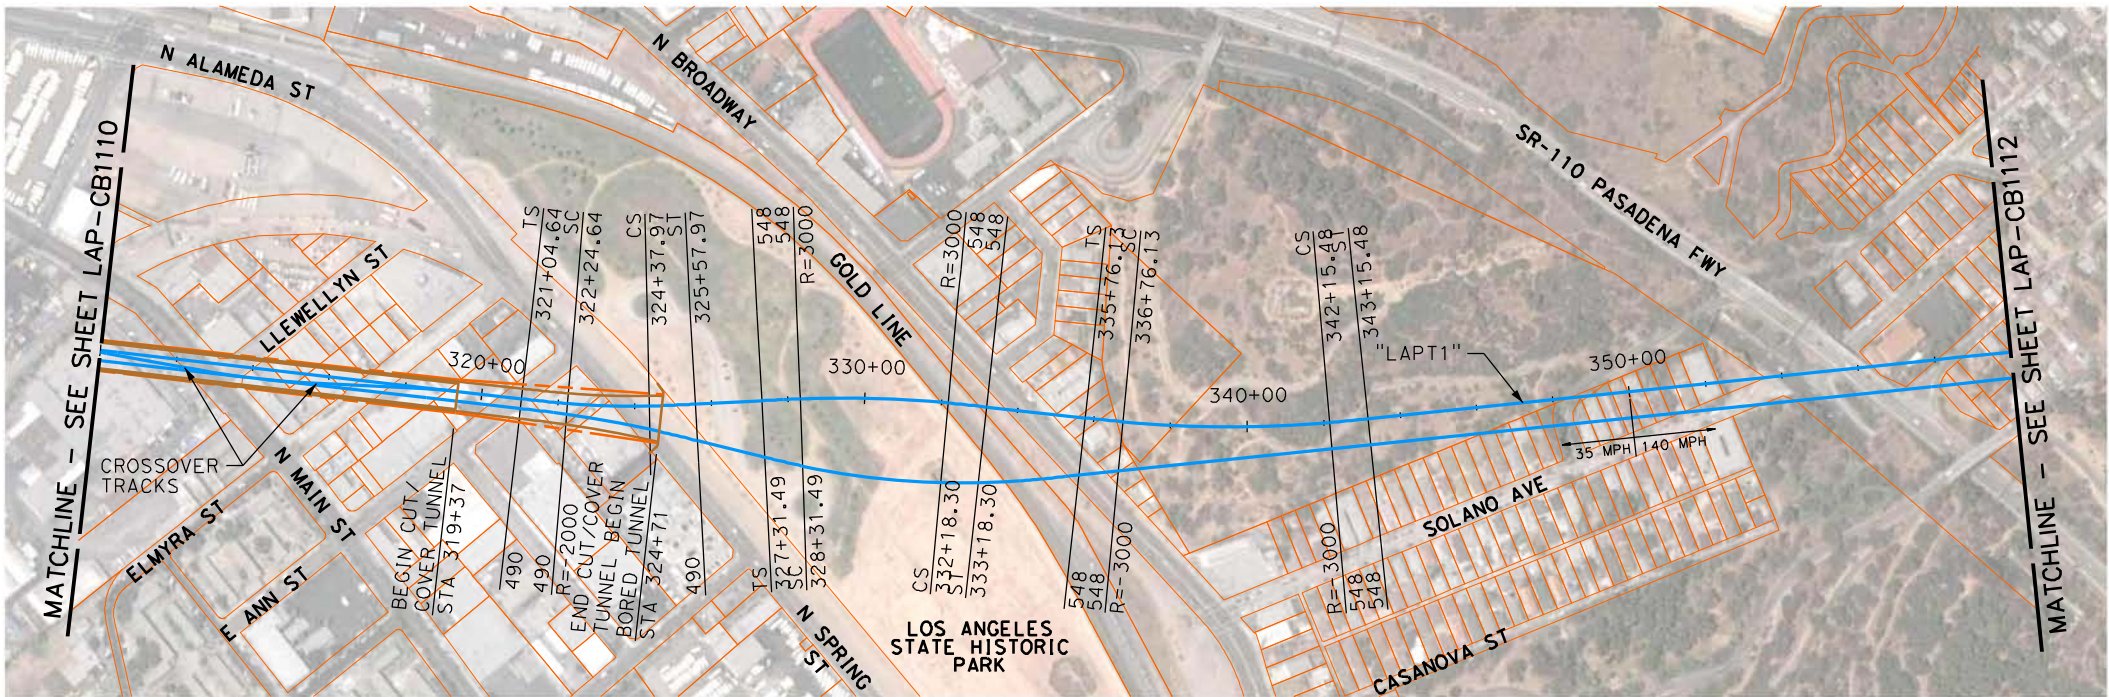 N ALAMEDA ST
N BROADWAY
SR-110 PASADENA FWY
MATCHLINE - SEE SHEET LAP-CB1110
MATCHLINE - SEE SHEET LAP-CB1112
LLEWELLYN ST
GOLD LINE
TS
321+04.64
SC
322+24.64
CS
324+37.97
ST
325+57.97
548
548
R=3000
R=3000
548
548
TS
335+76.13
SC
336+76.13
CS
342+15.48
ST
343+15.48
320+00
330+00
340+00
"LAPT1"
350+00
35 MPH
140 MPH
CROSSOVER
TRACKS
N MAIN ST
ELMYRA ST
E ANN ST
BEGIN CUT/
COVER TUNNEL
STA 319+37
490
490
R=-2000
END CUT/COVER
TUNNEL BEGIN
BORED TUNNEL
STA 324+71
490
TS
327+31.49
SC
328+31.49
CS
332+18.30
ST
333+18.30
548
548
R=-3000
R=-3000
548
548
SOLANO AVE
CASANOVA ST
N SPRING
ST
LOS ANGELES
STATE HISTORIC
PARK